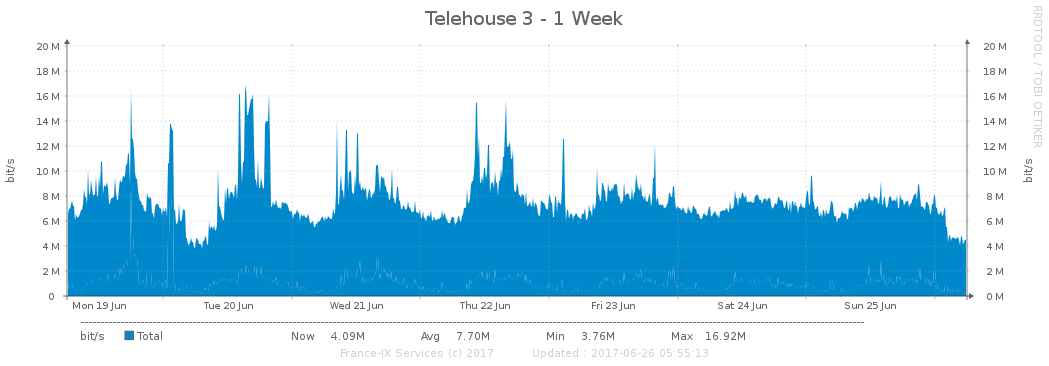 Telehouse 3 - 1 Week
RRDTOOL / TOBI OETIKER
20 M 20 M
18 M 18 M
16 M 16 M
14 M 14 M
12 M 12 M
10 M 10 M
8 M 8 M
6 M 6 M
4 M 4 M
2 M 2 M
0 0 M
bit/s bit/s
Mon 19 Jun Tue 20 Jun Wed 21 Jun Thu 22 Jun Fri 23 Jun Sat 24 Jun Sun 25 Jun
bit/s Total Now 4.09M Avg 7.70M Min 3.76M Max 16.92M
France-IX Services (c) 2017 Updated : 2017-06-26 05:55:13